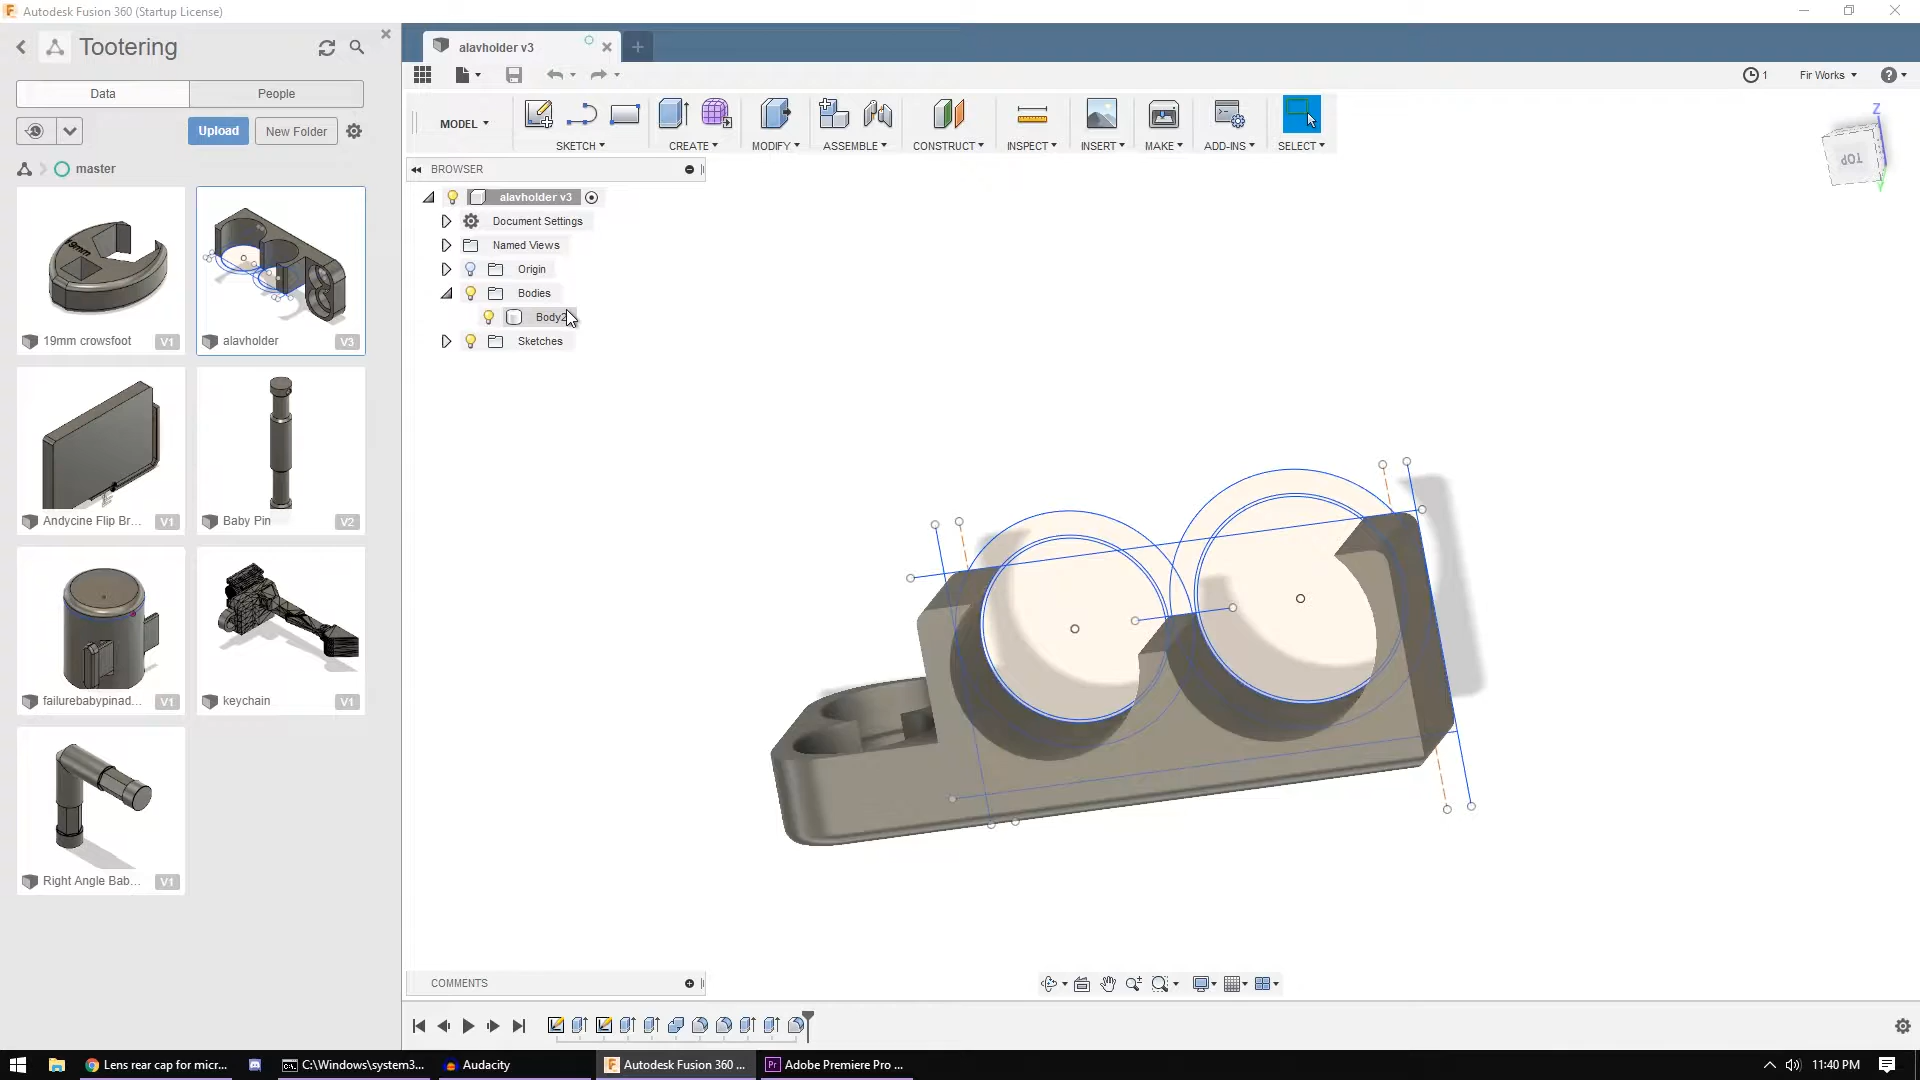 Autodesk Fusion 360 (Startup License)
Tootering
Data
People
Upload
New Folder
master
19mm crowsfoot
V1
alavholder
V3
Andycine Flip Br...
V1
Baby Pin
V2
failurebabypinad...
V1
keychain
V1
Right Angle Bab...
V1
alavholder v3
1
Fir Works
MODEL
SKETCH
CREATE
MODIFY
ASSEMBLE
CONSTRUCT
INSPECT
INSERT
MAKE
ADD-INS
SELECT
BROWSER
alavholder v3
Document Settings
Named Views
Origin
Bodies
Body2
Sketches
TOP
Z
Y
19mm
COMMENTS
Lens rear cap for micr...
C:\Windows\system3...
Audacity
Autodesk Fusion 360 ...
Adobe Premiere Pro ...
11:40 PM